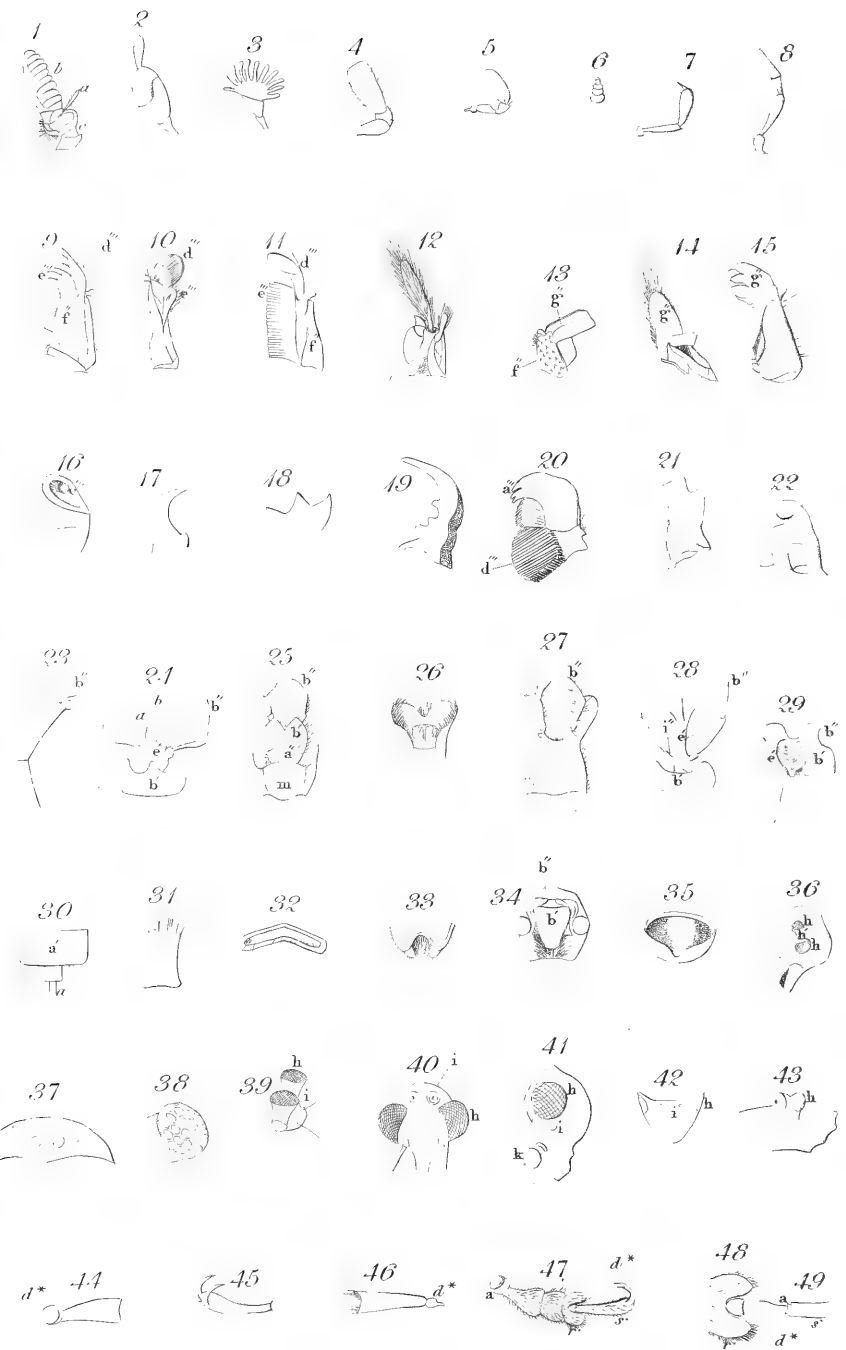 1 2 3 4 5 6 7 8
b a
9 10 11 12 13 14 15
d''' d''' d'''
e''' e''' e'''
g'' g'' g''
f'' f'' f''
16 17 18 19 20 21 22
a''
d'''
23 24 25 26 27 28 29
b'' b b'' b'' b'' b'' b''
a e' b a'' i'' e' e' b'
b' m b'
30 31 32 33 34 35 36
b''
a' b' h
h h
a
37 38 39 40 41 42 43
h i
i h h i h h
k i
44 45 46 47 48 49
d* d* d*
a a
r s s
r d*